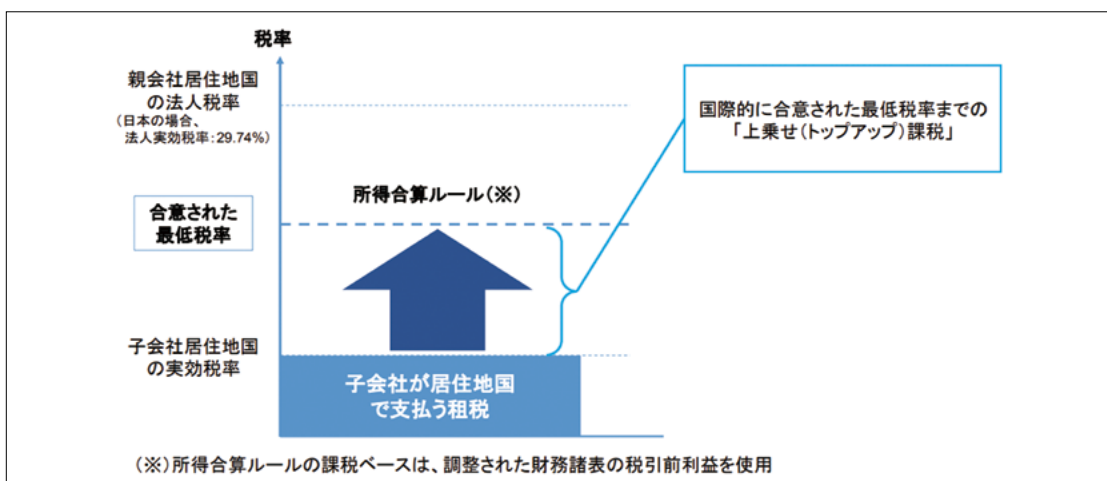 税率
親会社居住地国
の法人税率
(日本の場合、
法人実効税率:29.74%)
国際的に合意された最低税率までの
「上乗せ(トップアップ)課税」
所得合算ルール(※)
合意された
最低税率
子会社居住地国
の実効税率
子会社が居住地国
で支払う租税
(※)所得合算ルールの課税ベースは、調整された財務諸表の税引前利益を使用